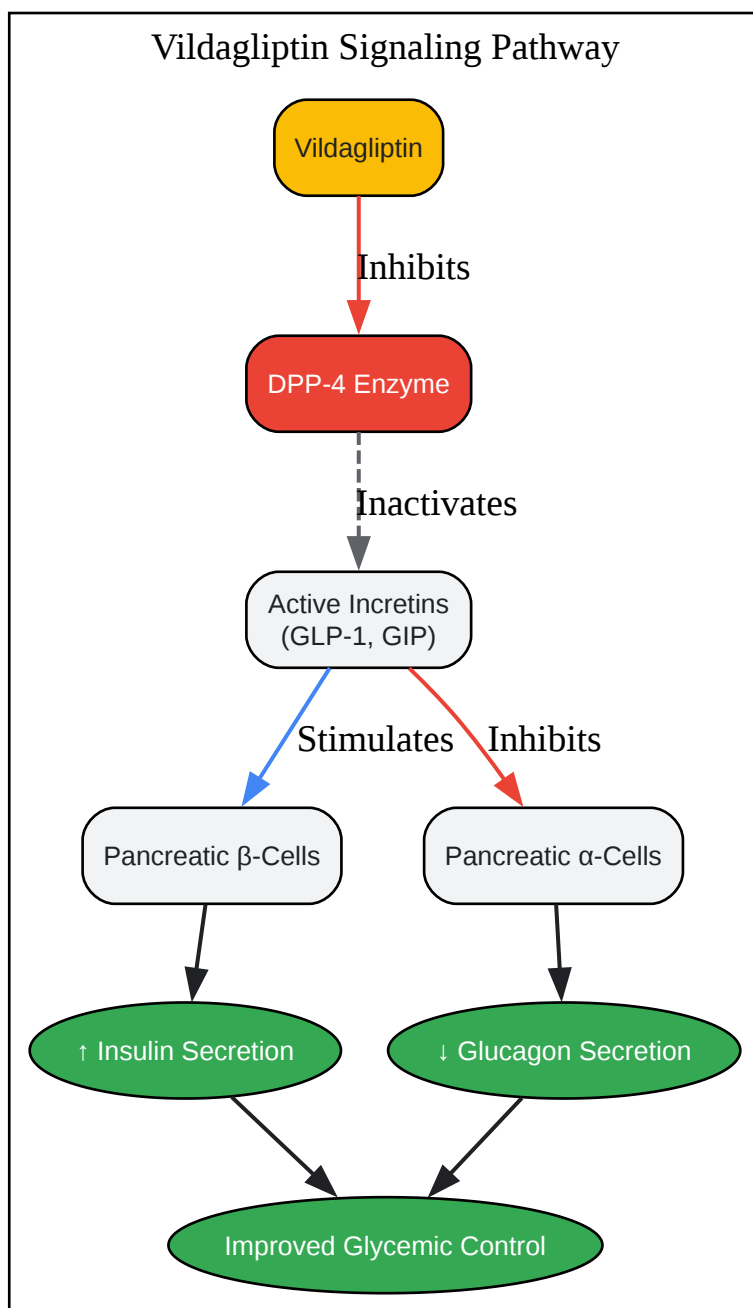 Vildagliptin Signaling Pathway
Vildagliptin
Inhibits
DPP-4 Enzyme
Inactivates
Active Incretins
(GLP-1, GIP)
Stimulates
Inhibits
Pancreatic β-Cells
Pancreatic α-Cells
↑ Insulin Secretion
↓ Glucagon Secretion
Improved Glycemic Control